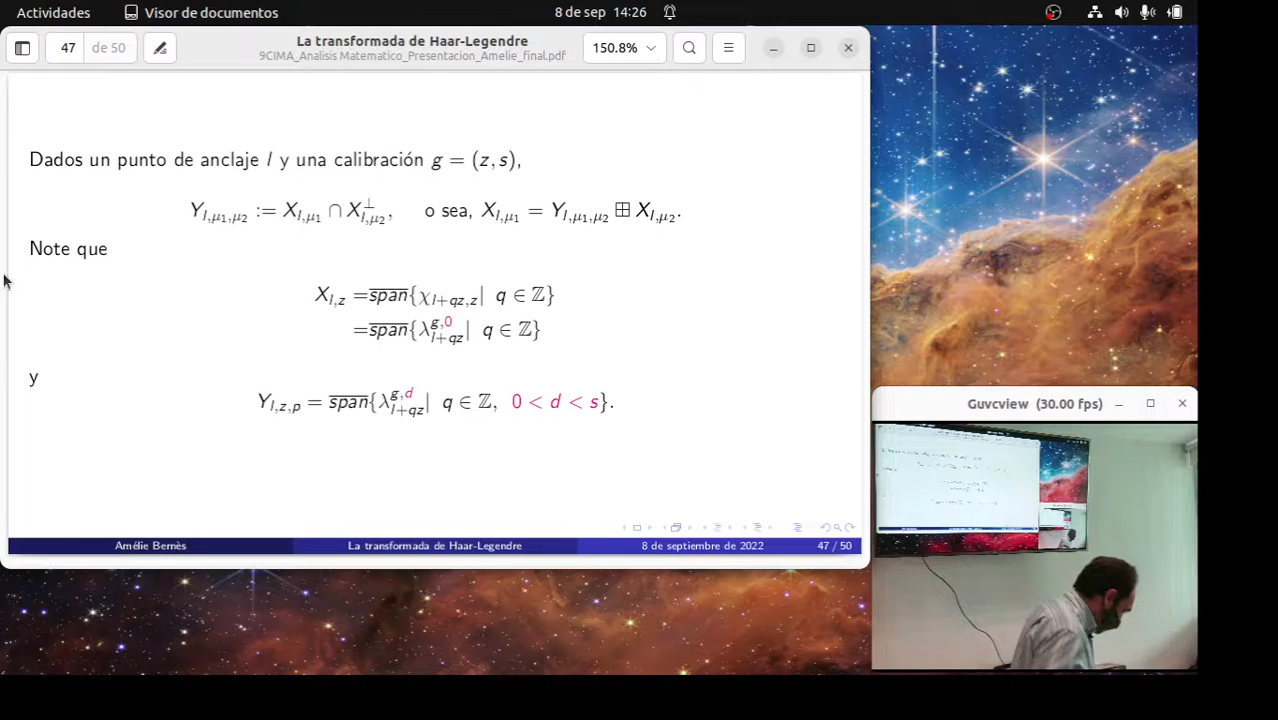 Actividades Visor de documentos 8 de sep 14:26
47 de 50 La transformada de Haar-Legendre 150.8%
9CIMA_Analisis Matematico_Presentacion_Amelie_final.pdf
Dados un punto de anclaje l y una calibración g = (z, s),
Y_{l,μ₁,μ₂} := X_{l,μ₁} ∩ X^⊥_{l,μ₂}, o sea, X_{l,μ₁} = Y_{l,μ₁,μ₂} ⊞ X_{l,μ₂}.
Note que
X_{l,z} = \overline{span}{χ_{l+qz,z}| q ∈ ℤ}
= \overline{span}{λ^{g,0}_{l+qz}| q ∈ ℤ}
y
Y_{l,z,p} = \overline{span}{λ^{g,d}_{l+qz}| q ∈ ℤ, 0 < d < s}.
Amélie Bernès La transformada de Haar-Legendre 8 de septiembre de 2022 47 / 50
Guvcview (30.00 fps)